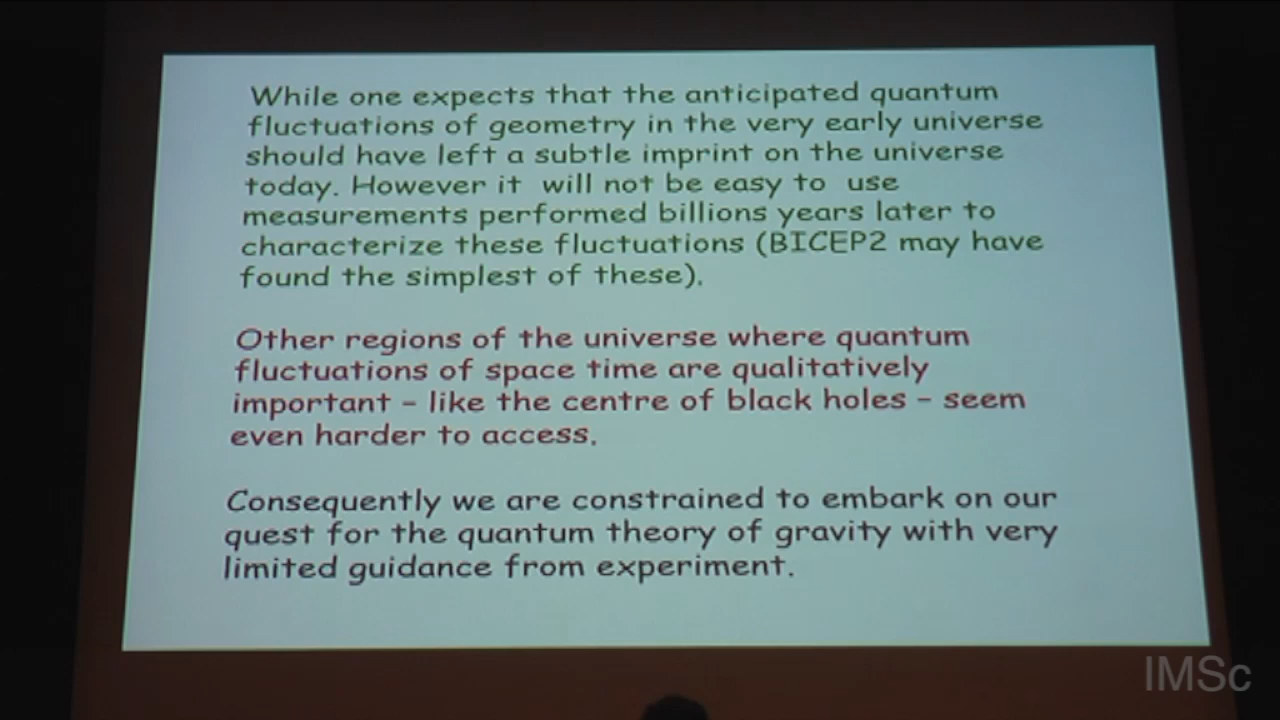 While one expects that the anticipated quantum
fluctuations of geometry in the very early universe
should have left a subtle imprint on the universe
today. However it will not be easy to use
measurements performed billions years later to
characterize these fluctuations (BICEP2 may have
found the simplest of these).
Other regions of the universe where quantum
fluctuations of space time are qualitatively
important – like the centre of black holes – seem
even harder to access.
Consequently we are constrained to embark on our
quest for the quantum theory of gravity with very
limited guidance from experiment.
IMSc